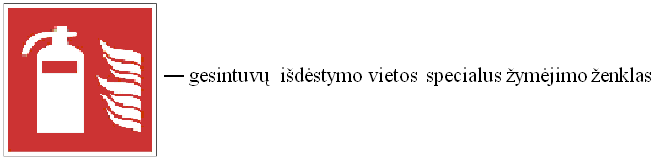 — gesintuvų išdėstymo vietos specialus žymėjimo ženklas